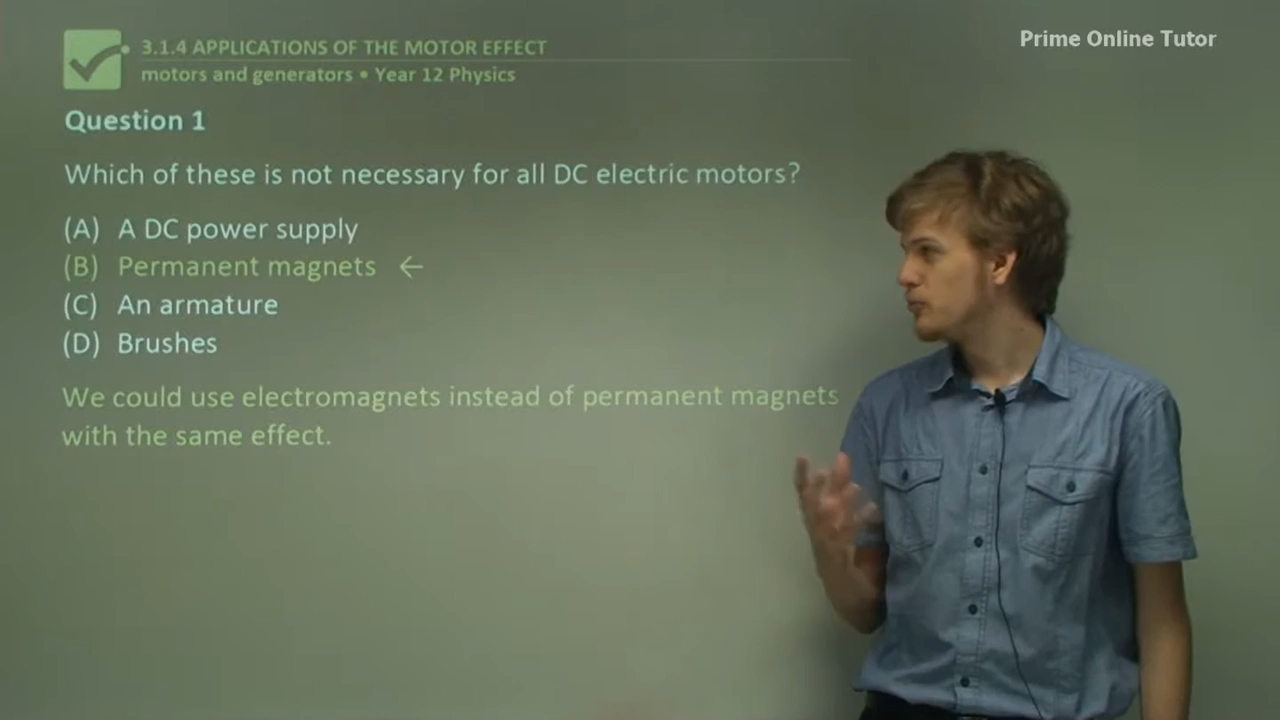 Prime Online Tutor
3.1.4 APPLICATIONS OF THE MOTOR EFFECT
motors and generators • Year 12 Physics
Question 1
Which of these is not necessary for all DC electric motors?
(A) A DC power supply
(B) Permanent magnets ←
(C) An armature
(D) Brushes
We could use electromagnets instead of permanent magnets
with the same effect.